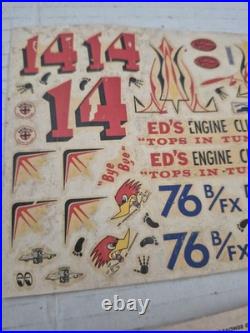 14 14
14
ED'S ENGINE CL
"TOPS IN TU
ED'S ENGINE CL
"TOPS IN TUN
"Bye
Bye"
76 B/FX
76 B/FX